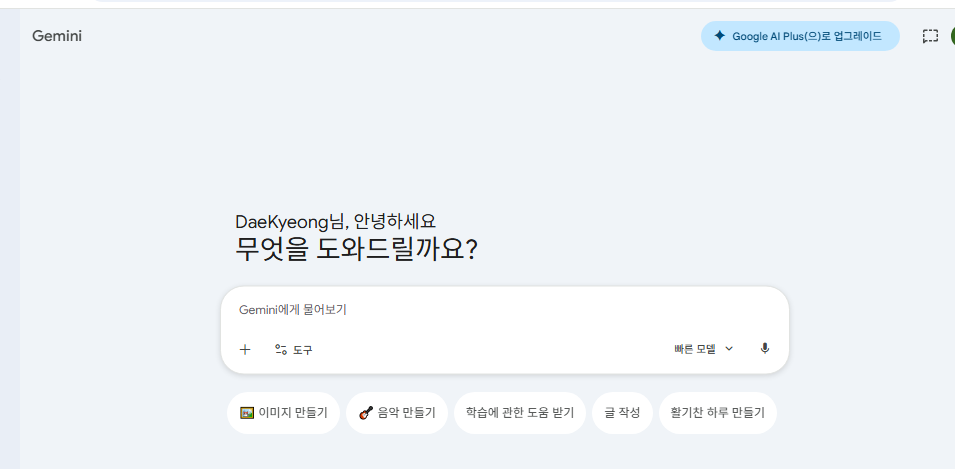 Gemini
Google AI Plus(으)로 업그레이드
DaeKyeong님, 안녕하세요
무엇을 도와드릴까요?
Gemini에게 물어보기
도구
빠른 모델
이미지 만들기
음악 만들기
학습에 관한 도움 받기
글 작성
활기찬 하루 만들기